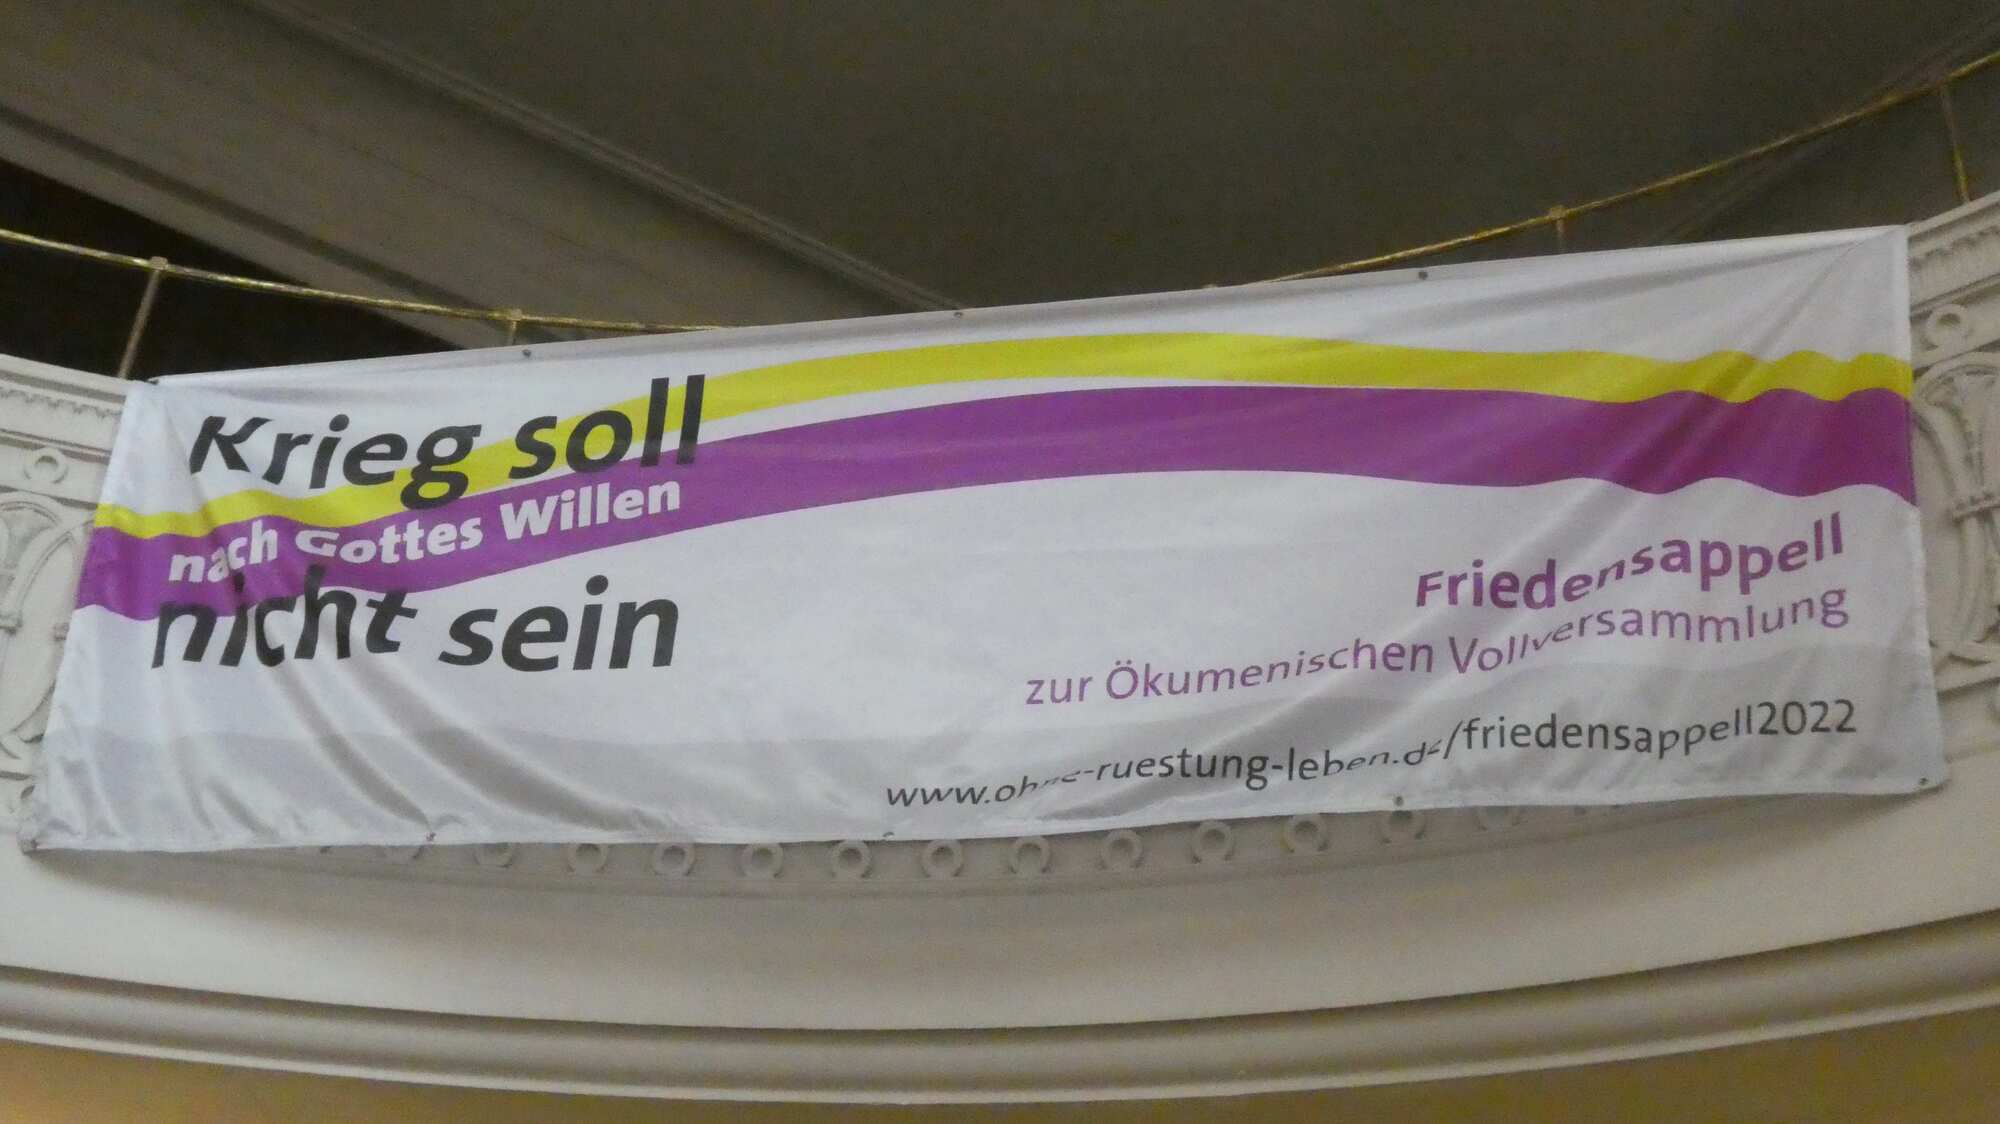 Krieg soll
nach Gottes Willen
nicht sein
Friedensappell
zur Ökumenischen Vollversammlung
www.ohne-ruestung-leben.de/friedensappell2022